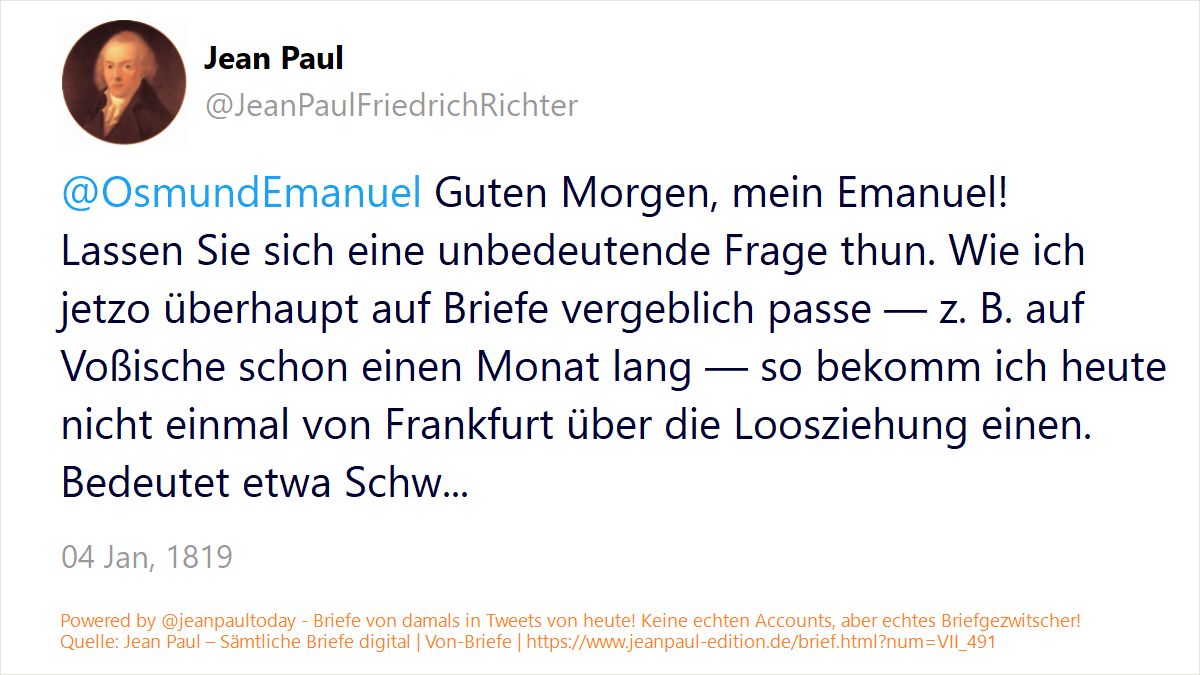 Jean Paul
@JeanPaulFriedrichRichter
@OsmundEmanuel Guten Morgen, mein Emanuel!
Lassen Sie sich eine unbedeutende Frage thun. Wie ich
jetzo überhaupt auf Briefe vergeblich passe — z. B. auf
Voßische schon einen Monat lang — so bekomm ich heute
nicht einmal von Frankfurt über die Loosziehung einen.
Bedeutet etwa Schw...
04 Jan, 1819
Powered by @jeanpaultoday - Briefe von damals in Tweets von heute! Keine echten Accounts, aber echtes Briefgezwitscher!
Quelle: Jean Paul – Sämtliche Briefe digital | Von-Briefe | https://www.jeanpaul-edition.de/brief.html?num=VII_491